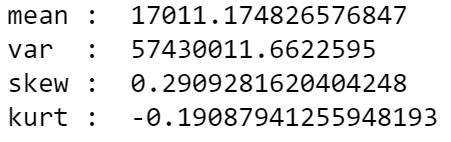 mean :  17011.174826576847
var  :  57430011.6622595
skew :  0.2909281620404248
kurt :  -0.19087941255948193